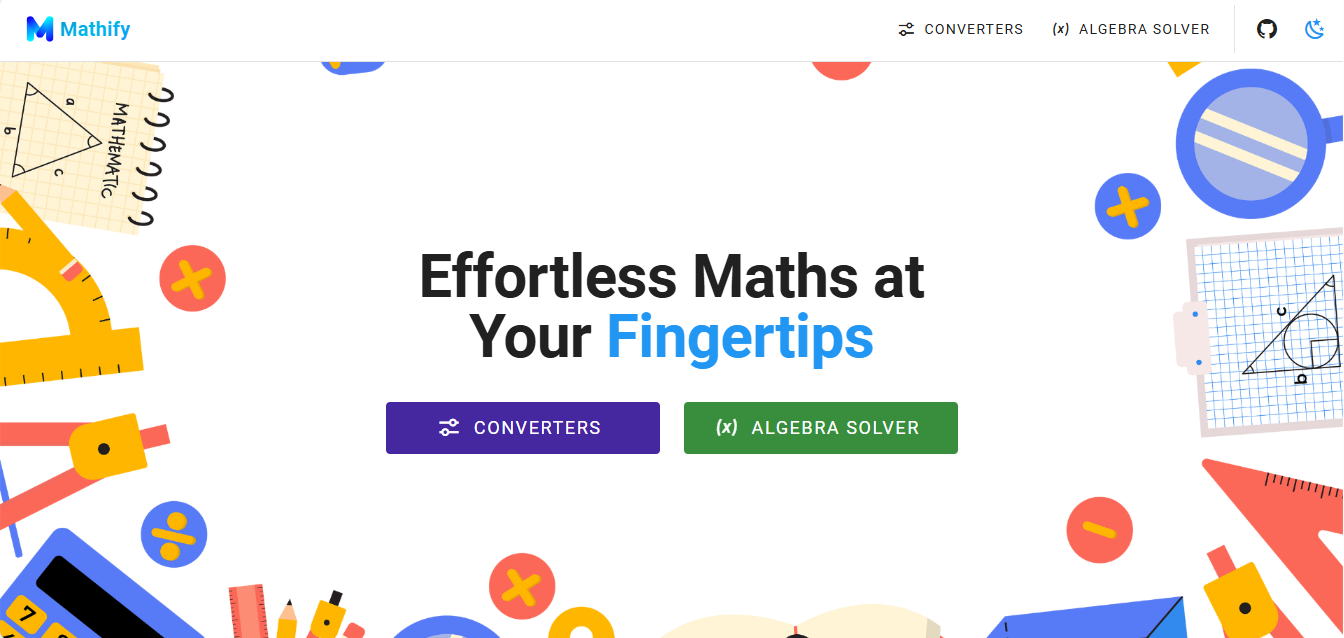 Mathify
CONVERTERS
(x) ALGEBRA SOLVER
a
b
c
MATHEMATIC
Effortless Maths at
Your Fingertips
CONVERTERS
(x) ALGEBRA SOLVER
c
b
7